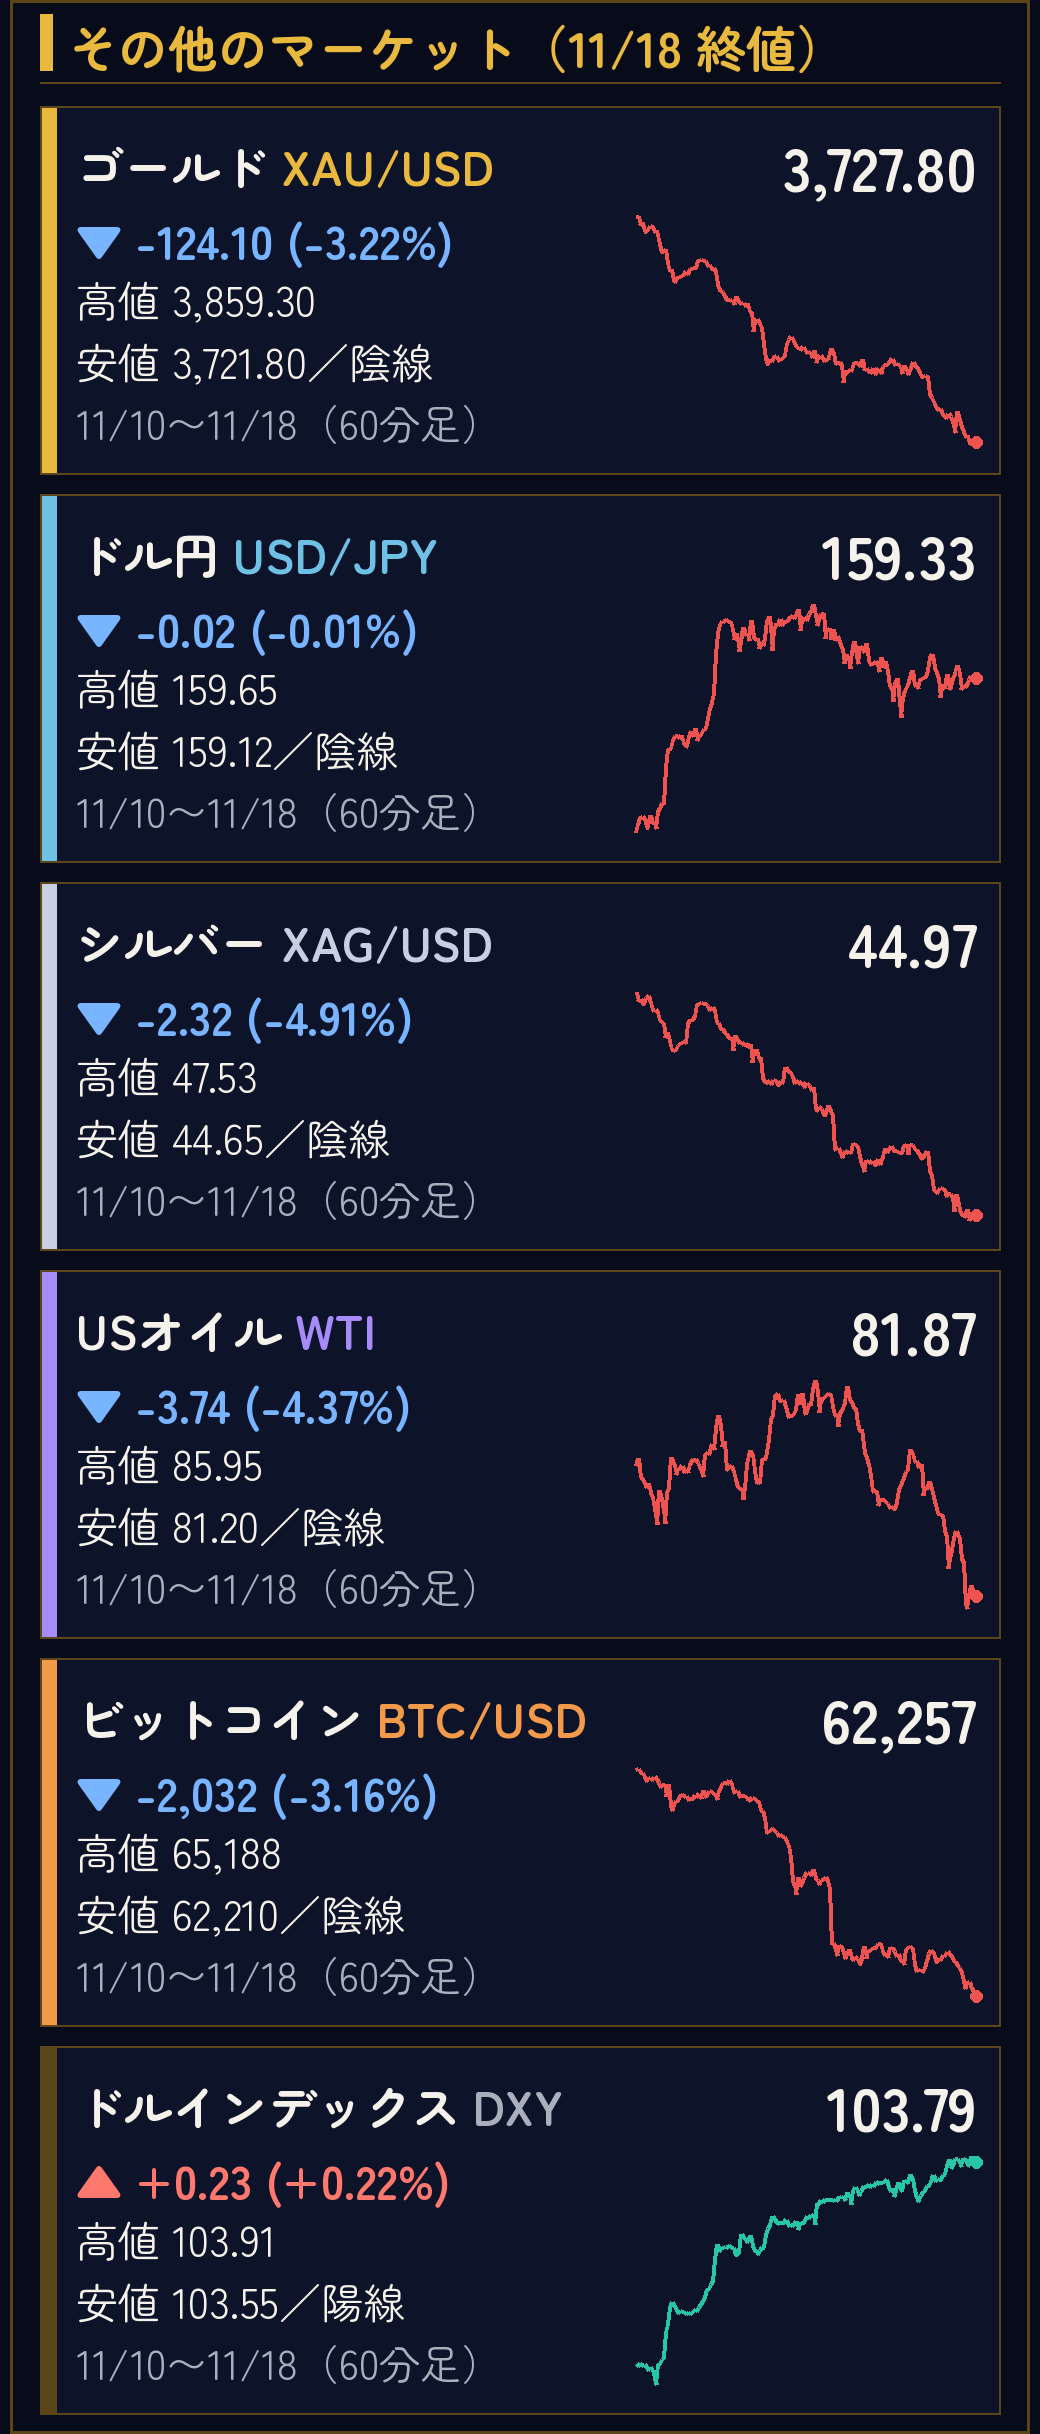 その他のマーケット（11/18 終値）
ゴールド XAU/USD 3,727.80
▼ -124.10 (-3.22%)
高値 3,859.30
安値 3,721.80／陰線
11/10〜11/18（60分足）
ドル円 USD/JPY 159.33
▼ -0.02 (-0.01%)
高値 159.65
安値 159.12／陰線
11/10〜11/18（60分足）
シルバー XAG/USD 44.97
▼ -2.32 (-4.91%)
高値 47.53
安値 44.65／陰線
11/10〜11/18（60分足）
USオイル WTI 81.87
▼ -3.74 (-4.37%)
高値 85.95
安値 81.20／陰線
11/10〜11/18（60分足）
ビットコイン BTC/USD 62,257
▼ -2,032 (-3.16%)
高値 65,188
安値 62,210／陰線
11/10〜11/18（60分足）
ドルインデックス DXY 103.79
▲ +0.23 (+0.22%)
高値 103.91
安値 103.55／陽線
11/10〜11/18（60分足）